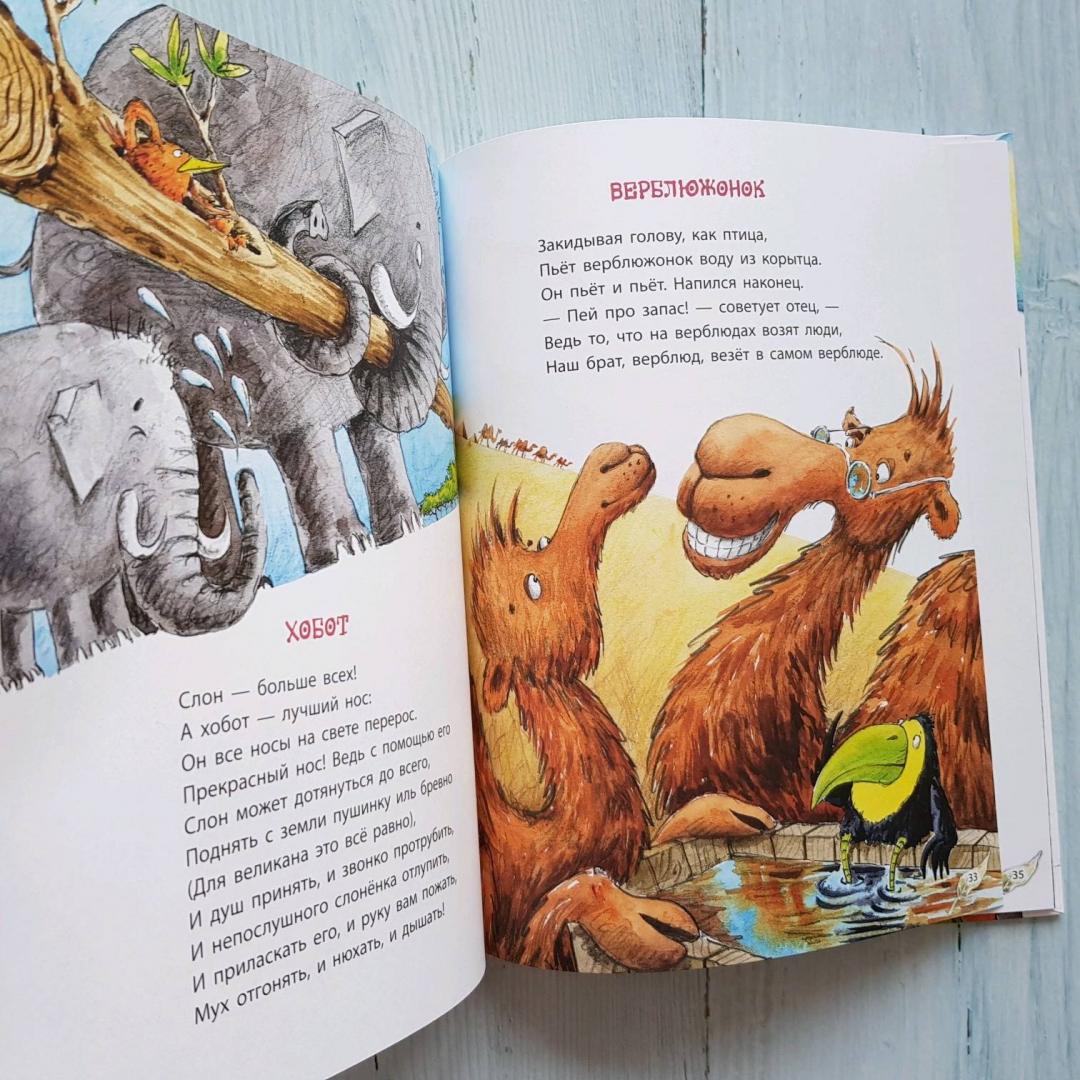 ХОБОТ
Слон — больше всех!
А хобот — лучший нос:
Он все носы на свете перерос.
Прекрасный нос! Ведь с помощью его
Слон может дотянуться до всего,
Поднять с земли пушинку иль бревно
(Для великана это всё равно),
И душ принять, и звонко протрубить,
И непослушного слонёнка отлупить,
И приласкать его, и руку вам пожать,
Мух отгонять, и нюхать, и дышать!
ВЕРБЛЮЖОНОК
Закидывая голову, как птица,
Пьёт верблюжонок воду из корытца.
Он пьёт и пьёт. Напился наконец.
— Пей про запас! — советует отец, —
Ведь то, что на верблюдах возят люди,
Наш брат, верблюд, везёт в самом верблюде.
33
35